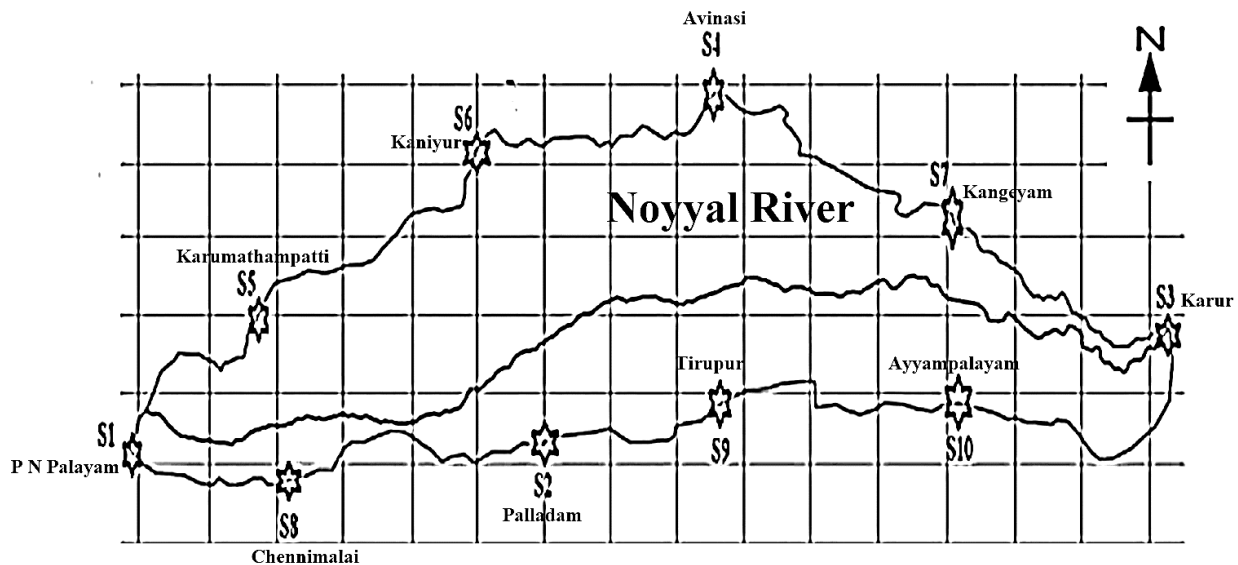 Avinasi
S4
N
S6
Kaniyur
S7
Kangeyam
Noyyal River
Karumathampatti
S5
S3
Karur
Tirupur
Ayyampalayam
S1
P N Palayam
S9
S10
S2
Palladam
S8
Chennimalai